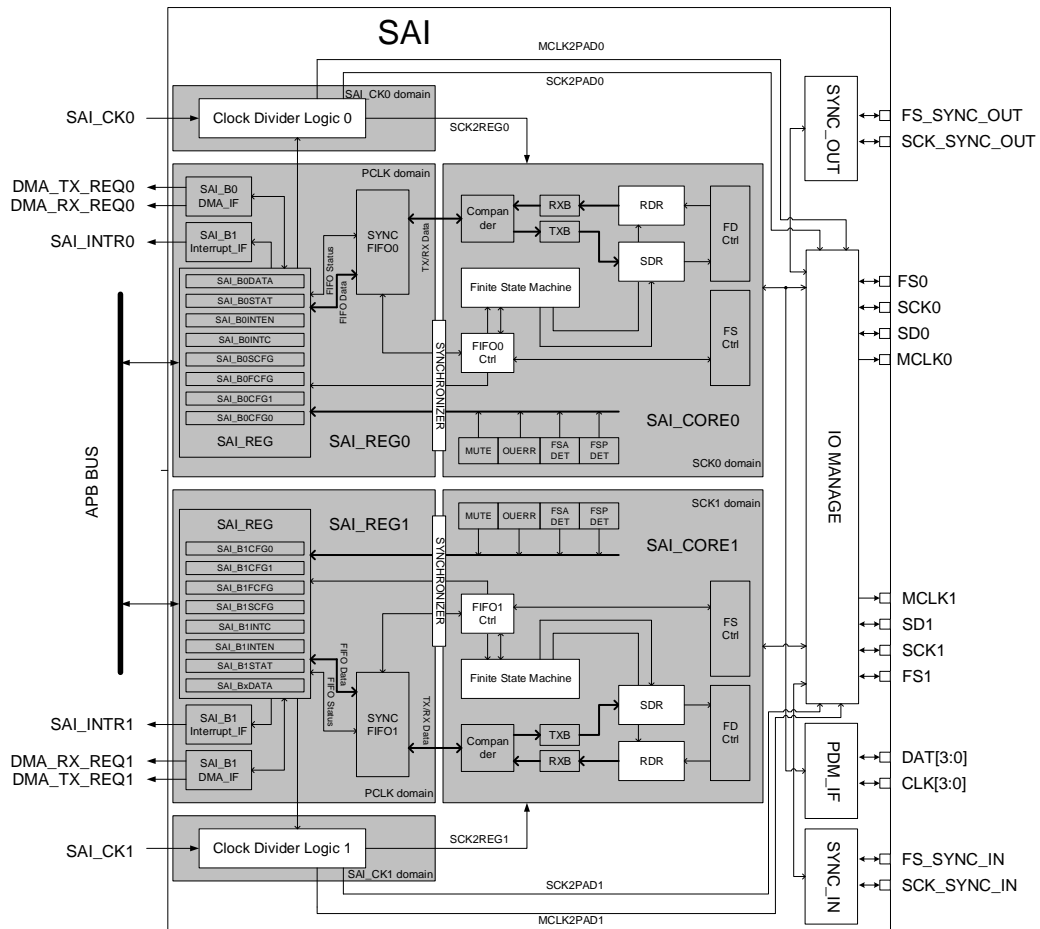 SAI
MCLK2PAD0
SCK2PAD0
SAI_CK0 domain
SAI_CK0
Clock Divider Logic 0
SCK2REG0
SYNC_OUT
FS_SYNC_OUT
SCK_SYNC_OUT
PCLK domain
DMA_TX_REQ0
DMA_RX_REQ0
SAI_B0
DMA_IF
SAI_INTR0
SAI_B1
Interrupt_IF
SYNC
FIFO0
FIFO Status
FIFO Data
TX/RX Data
Compan
der
RXB
TXB
RDR
SDR
FD
Ctrl
Finite State Machine
FIFO0
Ctrl
FS
Ctrl
SAI_B0DATA
SAI_B0STAT
SAI_B0INTEN
SAI_B0INTC
SAI_B0SCFG
SAI_B0FCFG
SAI_B0CFG1
SAI_B0CFG0
SAI_REG
SAI_REG0
SYNCHRONIZER
SAI_CORE0
MUTE
OUERR
FSA
DET
FSP
DET
SCK0 domain
FS0
SCK0
SD0
MCLK0
IO MANAGE
APB BUS
SCK1 domain
SAI_REG
SAI_REG1
SYNCHRONIZER
MUTE
OUERR
FSA
DET
FSP
DET
SAI_CORE1
SAI_B1CFG0
SAI_B1CFG1
SAI_B1FCFG
SAI_B1SCFG
SAI_B1INTC
SAI_B1INTEN
SAI_B1STAT
SAI_BxDATA
FIFO1
Ctrl
FS
Ctrl
Finite State Machine
FIFO Data
FIFO Status
SYNC
FIFO1
TX/RX Data
Compan
der
TXB
RXB
SDR
RDR
FD
Ctrl
MCLK1
SD1
SCK1
FS1
SAI_INTR1
SAI_B1
Interrupt_IF
DMA_RX_REQ1
DMA_TX_REQ1
SAI_B1
DMA_IF
PCLK domain
PDM_IF
DAT[3:0]
CLK[3:0]
SAI_CK1
Clock Divider Logic 1
SCK2REG1
SAI_CK1 domain
SCK2PAD1
MCLK2PAD1
SYNC_IN
FS_SYNC_IN
SCK_SYNC_IN